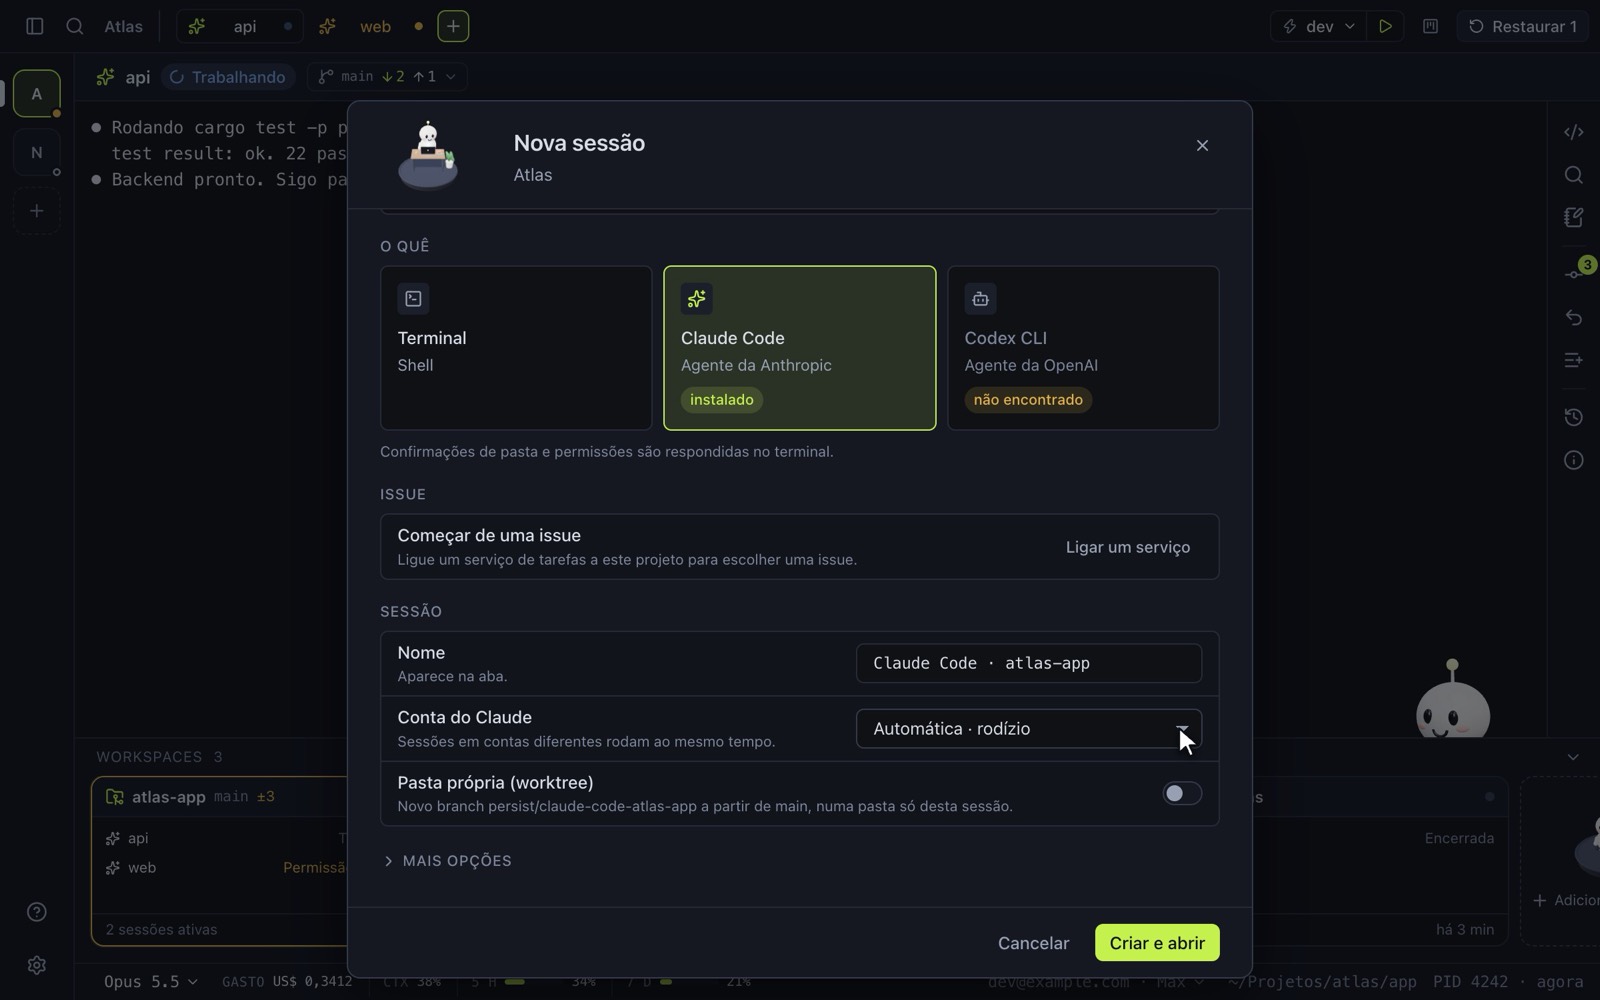 Atlas
api
web
dev
Restaurar 1
api
Trabalhando
main ↓2 ↑1
A
N
● Rodando cargo test -p p
test result: ok. 22 pas
● Backend pronto. Sigo pa
3
Nova sessão
Atlas
O QUÊ
Terminal
Shell
Claude Code
Agente da Anthropic
instalado
Codex CLI
Agente da OpenAI
não encontrado
Confirmações de pasta e permissões são respondidas no terminal.
ISSUE
Começar de uma issue
Ligue um serviço de tarefas a este projeto para escolher uma issue.
Ligar um serviço
SESSÃO
Nome
Aparece na aba.
Claude Code · atlas-app
Conta do Claude
Sessões em contas diferentes rodam ao mesmo tempo.
Automática · rodízio
Pasta própria (worktree)
Novo branch persist/claude-code-atlas-app a partir de main, numa pasta só desta sessão.
MAIS OPÇÕES
Cancelar
Criar e abrir
WORKSPACES 3
atlas-app main ±3
api
web
Permissã
2 sessões ativas
s
Encerrada
há 3 min
+ Adicion
Opus 5.5
GASTO US$ 0,3412
CTX 38%
5 H 34%
7 D 21%
dev@example.com · Max
~/Projetos/atlas/app PID 4242 · agora